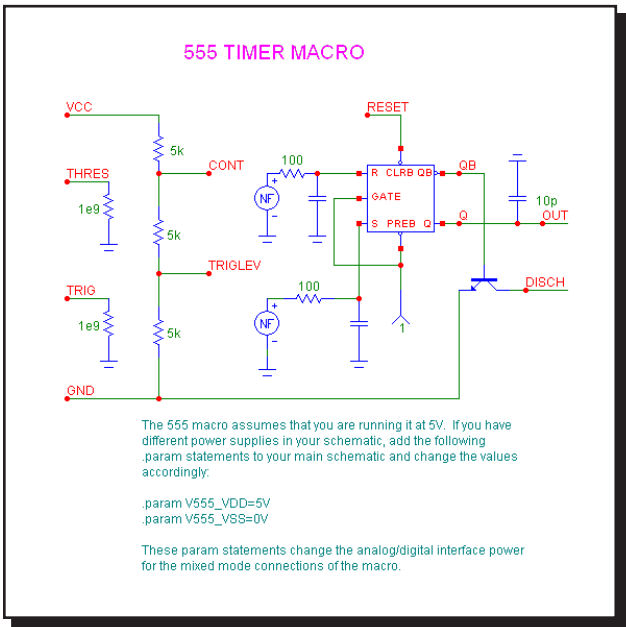 555 TIMER MACRO
VCC
RESET
5k
100
THRES
CONT
R CLRB QB
QB
1e9
NF
GATE
10p
5k
S PREB Q
Q
OUT
TRIGLEV
TRIG
100
DISCH
1e9
5k
NF
1
GND
The 555 macro assumes that you are running it at 5V. If you have
different power supplies in your schematic, add the following
.param statements to your main schematic and change the values
accordingly:
.param V555_VDD=5V
.param V555_VSS=0V
These param statements change the analog/digital interface power
for the mixed mode connections of the macro.